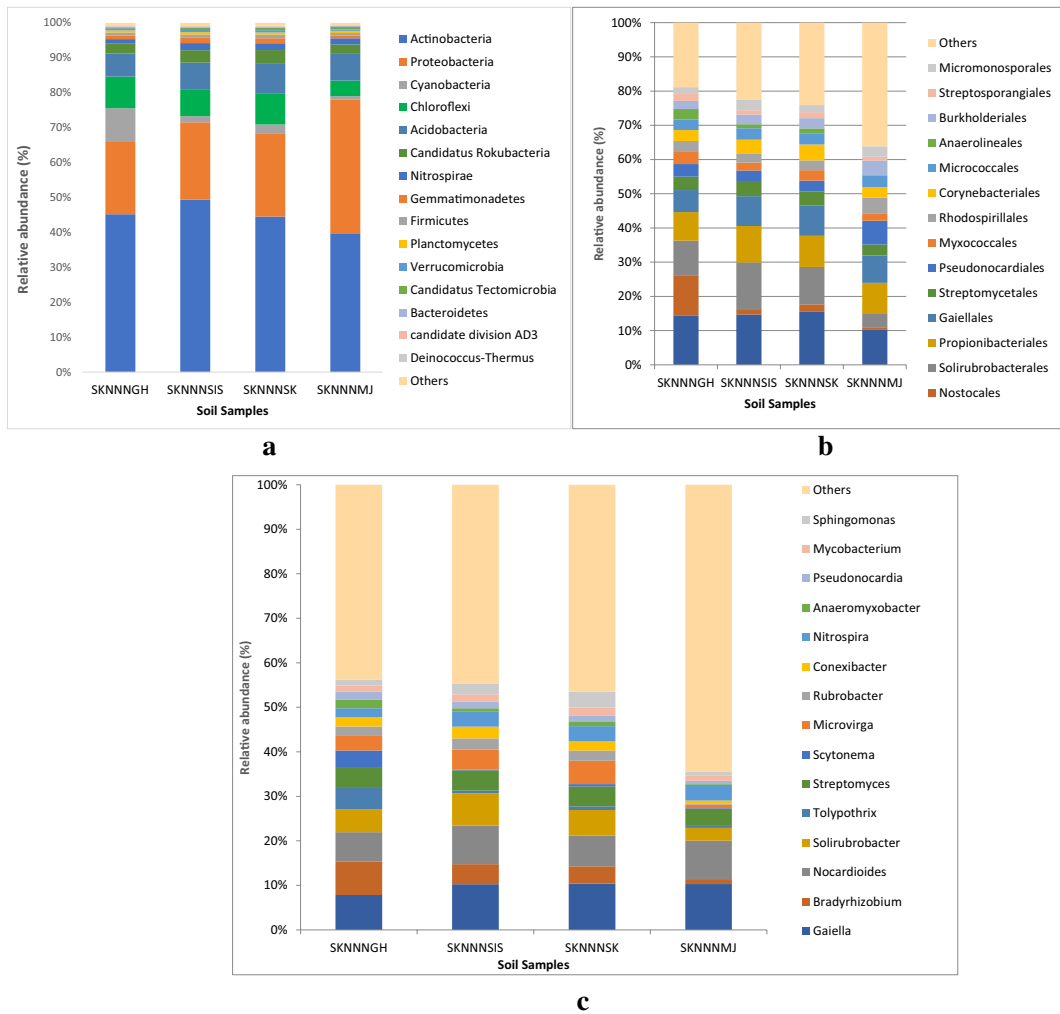 100%
90%
80%
70%
60%
50%
40%
30%
20%
10%
0%
Relative abundance (%)
SKNNNGH SKNNNSIS SKNNNSK SKNNNMJ
Soil Samples
Actinobacteria
Proteobacteria
Cyanobacteria
Chloroflexi
Acidobacteria
Candidatus Rokubacteria
Nitrospirae
Gemmatimonadetes
Firmicutes
Planctomycetes
Verrucomicrobia
Candidatus Tectomicrobia
Bacteroidetes
candidate division AD3
Deinococcus-Thermus
Others
a
100%
90%
80%
70%
60%
50%
40%
30%
20%
10%
0%
Relative abundance (%)
SKNNNGH SKNNNSIS SKNNNSK SKNNNMJ
Soil Samples
Others
Micromonosporales
Streptosporangiales
Burkholderiales
Anaerolineales
Micrococcales
Corynebacteriales
Rhodospirillales
Myxococcales
Pseudonocardiales
Streptomycetales
Gaiellales
Propionibacteriales
Solirubrobacterales
Nostocales
b
100%
90%
80%
70%
60%
50%
40%
30%
20%
10%
0%
Relative abundance (%)
SKNNNGH SKNNNSIS SKNNNSK SKNNNMJ
Soil Samples
Others
Sphingomonas
Mycobacterium
Pseudonocardia
Anaeromyxobacter
Nitrospira
Conexibacter
Rubrobacter
Microvirga
Scytonema
Streptomyces
Tolypothrix
Solirubrobacter
Nocardioides
Bradyrhizobium
Gaiella
c